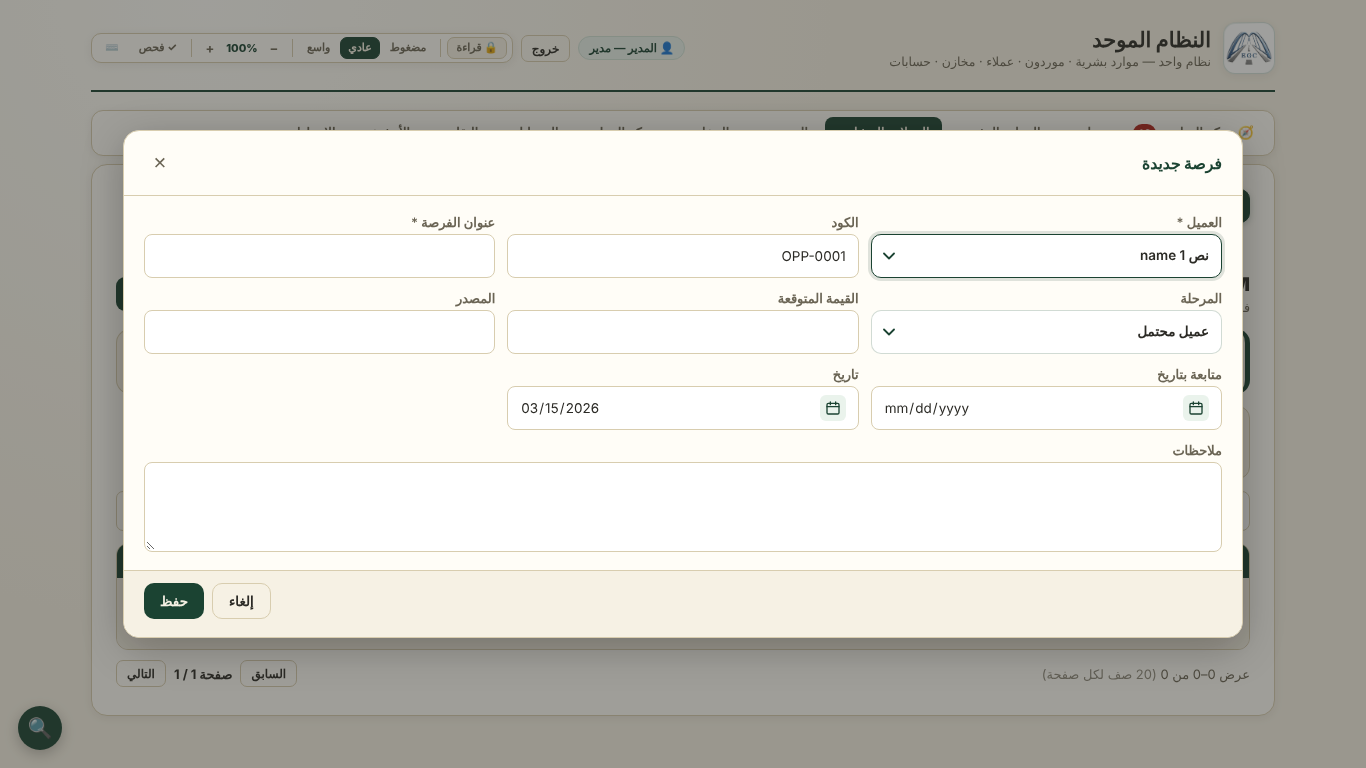 النظام الموحد
نظام واحد — موارد بشرية · موردون · عملاء · مخازن · حسابات
👤 المدير — مدير
خروج
🔒 قراءة
مضغوط
عادي
واسع
− 100% +
✓ فحص
فرصة جديدة
×
العميل *
الكود
عنوان الفرصة *
نص name 1
OPP-0001
المرحلة
القيمة المتوقعة
المصدر
عميل محتمل
متابعة بتاريخ
تاريخ
mm/dd/yyyy
03/15/2026
ملاحظات
إلغاء
حفظ
عرض 0–0 من 0 (20 صف لكل صفحة)
السابق
صفحة 1 / 1
التالي